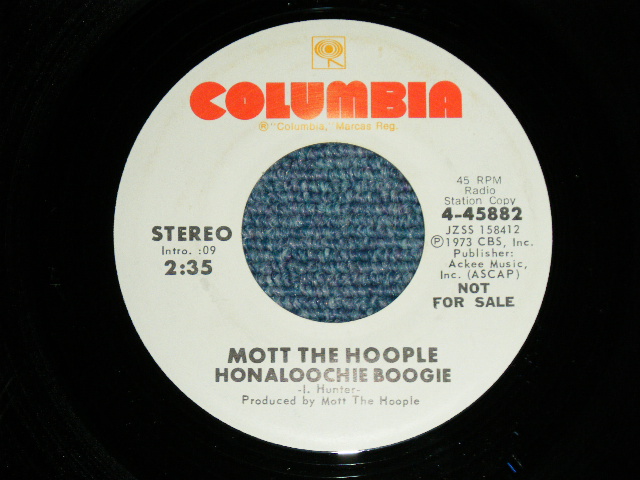 COLUMBIA
® "Columbia, Marcas Reg.
45 RPM
Radio
Station Copy
4-45882
JZSS 158412
Ⓟ 1973 CBS, Inc.
Publisher:
Ackee Music,
Inc. (ASCAP)
NOT
FOR SALE
STEREO
Intro. :09
2:35
MOTT THE HOOPLE
HONALOOCHIE BOOGIE
-I. Hunter-
Produced by Mott The Hoople